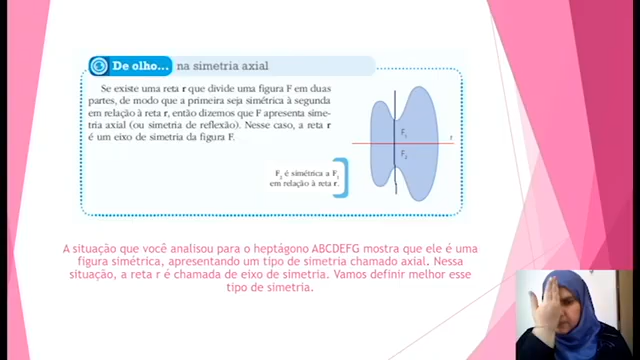 De olho... na simetria axial
Se existe uma reta r que divide uma figura F em duas
partes, de modo que a primeira seja simétrica à segunda
em relação à reta r, então dizemos que F apresenta sime-
tria axial (ou simetria de reflexão). Nesse caso, a reta r
é um eixo de simetria da figura F.
F₁
r
F₂
F₂ é simétrica a F₁
em relação à reta r.
A situação que você analisou para o heptágono ABCDEFG mostra que ele é uma
figura simétrica, apresentando um tipo de simetria chamado axial. Nessa
situação, a reta r é chamada de eixo de simetria. Vamos definir melhor esse
tipo de simetria.